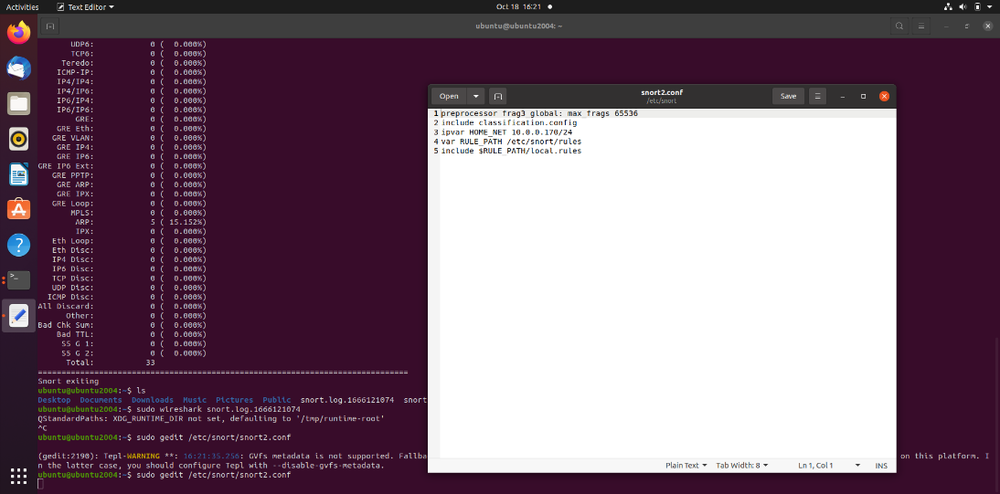 Activities
Text Editor
Oct 18 16:21
ubuntu@ubuntu2004: ~
UDP6: 0 ( 0.000%)
TCP6: 0 ( 0.000%)
Teredo: 0 ( 0.000%)
ICMP-IP: 0 ( 0.000%)
IP4/IP4: 0 ( 0.000%)
IP4/IP6: 0 ( 0.000%)
IP6/IP4: 0 ( 0.000%)
IP6/IP6: 0 ( 0.000%)
GRE: 0 ( 0.000%)
GRE Eth: 0 ( 0.000%)
GRE VLAN: 0 ( 0.000%)
GRE IP4: 0 ( 0.000%)
GRE IP6: 0 ( 0.000%)
GRE IP6 Ext: 0 ( 0.000%)
GRE PPTP: 0 ( 0.000%)
GRE ARP: 0 ( 0.000%)
GRE IPX: 0 ( 0.000%)
GRE Loop: 0 ( 0.000%)
MPLS: 0 ( 0.000%)
ARP: 5 ( 15.152%)
IPX: 0 ( 0.000%)
Eth Loop: 0 ( 0.000%)
Eth Disc: 0 ( 0.000%)
IP4 Disc: 0 ( 0.000%)
IP6 Disc: 0 ( 0.000%)
TCP Disc: 0 ( 0.000%)
UDP Disc: 0 ( 0.000%)
ICMP Disc: 0 ( 0.000%)
All Discard: 0 ( 0.000%)
Other: 0 ( 0.000%)
Bad Chk Sum: 0 ( 0.000%)
Bad TTL: 0 ( 0.000%)
S5 G 1: 0 ( 0.000%)
S5 G 2: 0 ( 0.000%)
Total: 33
===============================================================================
Snort exiting
ubuntu@ubuntu2004:~$ ls
Desktop Documents Downloads Music Pictures Public snort.log.1666121074 snort
ubuntu@ubuntu2004:~$ sudo wireshark snort.log.1666121074
QStandardPaths: XDG_RUNTIME_DIR not set, defaulting to '/tmp/runtime-root'
^C
ubuntu@ubuntu2004:~$ sudo gedit /etc/snort/snort2.conf
(gedit:2190): Tepl-WARNING **: 16:21:35.256: GVfs metadata is not supported. Fallba on this platform. I
n the latter case, you should configure Tepl with --disable-gvfs-metadata.
ubuntu@ubuntu2004:~$ sudo gedit /etc/snort/snort2.conf
Open
snort2.conf
/etc/snort
Save
1 preprocessor frag3_global: max_frags 65536
2 include classification.config
3 ipvar HOME_NET 10.0.0.170/24
4 var RULE_PATH /etc/snort/rules
5 include $RULE_PATH/local.rules
Plain Text
Tab Width: 8
Ln 1, Col 1
INS